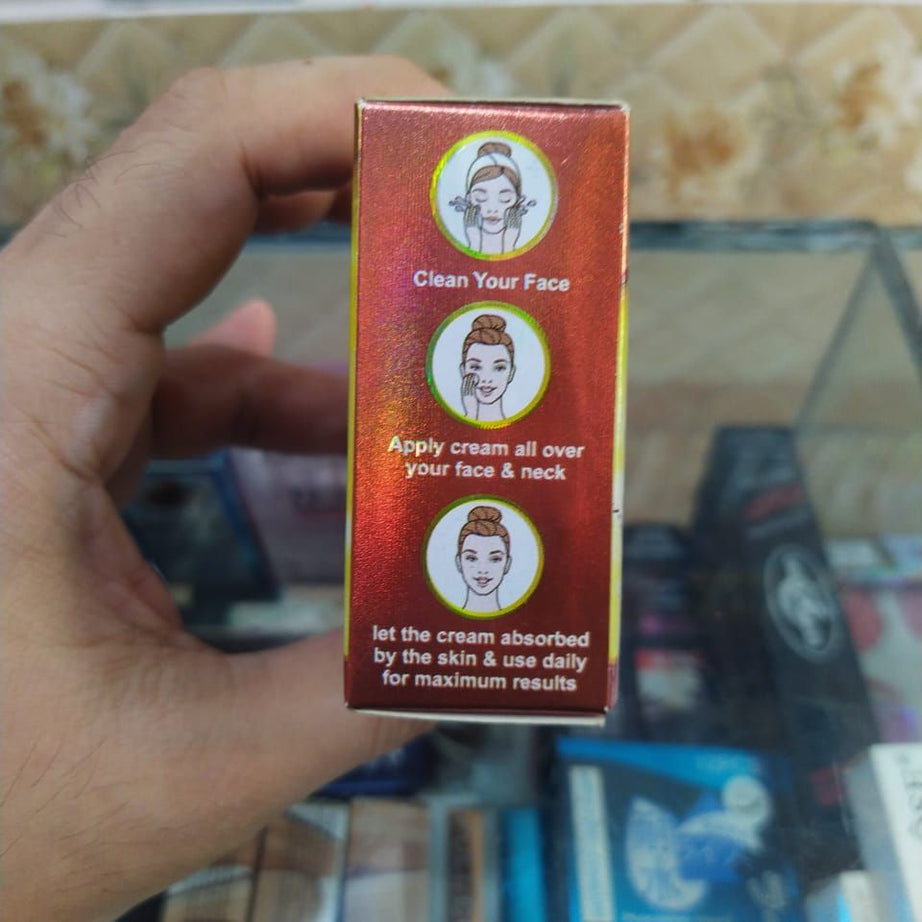 Clean Your Face
Apply cream all over
your face & neck
let the cream absorbed
by the skin & use daily
for maximum results